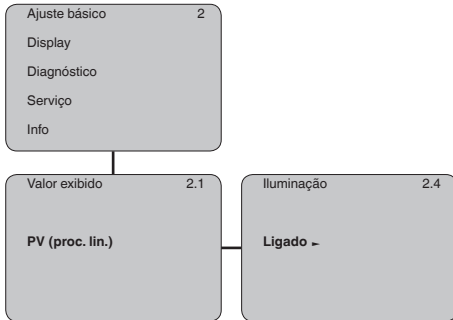 Ajuste básico 2
Display
Diagnóstico
Serviço
Info
Valor exibido 2.1
PV (proc. lin.)
Iluminação 2.4
Ligado ►